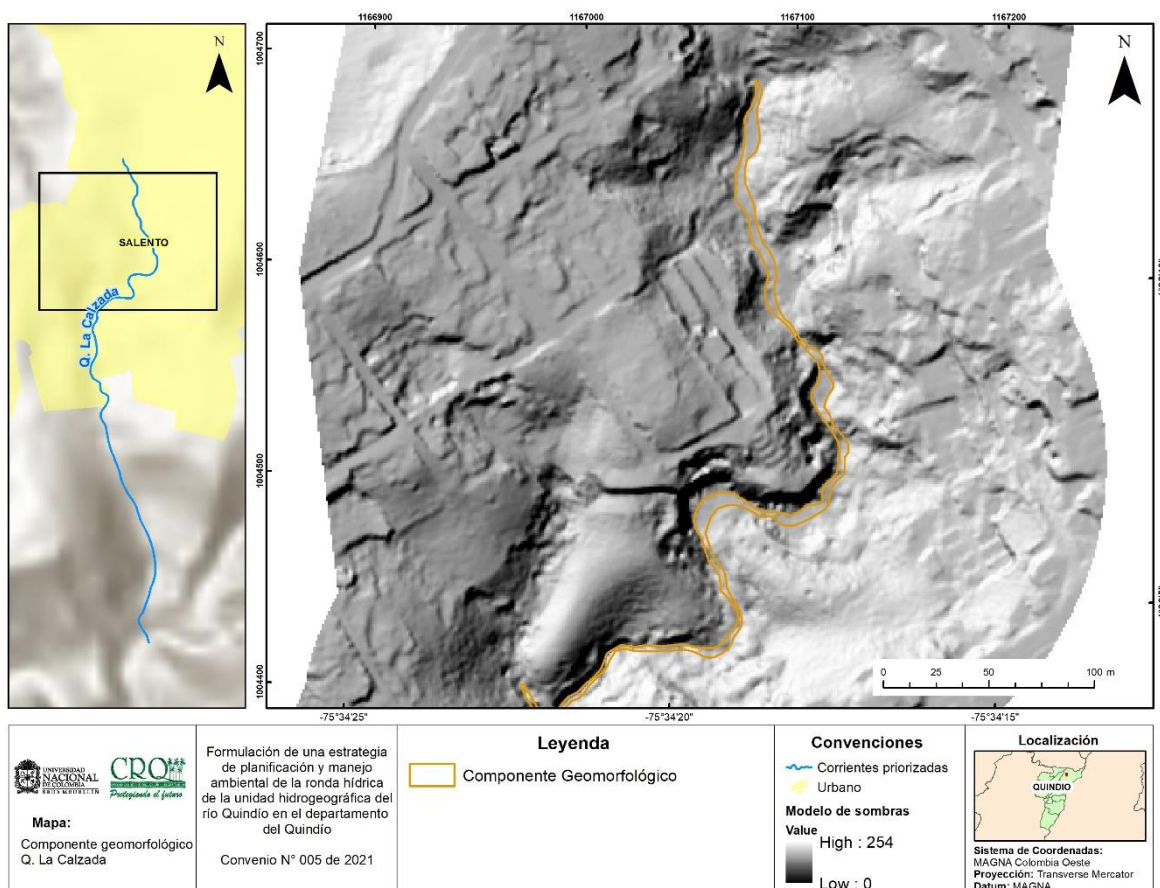 N
SALENTO
Q. La Calzada
1166900
1167000
1167100
1167200
N
1004700
1004600
1004500
1004400
0 25 50 100 m
-75°34'25"
-75°34'20"
-75°34'15"
UNIVERSIDAD
NACIONAL
DE COLOMBIA
SEDE MEDELLÍN
CRQ
Protegiendo el futuro
Mapa:
Componente geomorfológico
Q. La Calzada
Formulación de una estrategia
de planificación y manejo
ambiental de la ronda hídrica
de la unidad hidrogeográfica del
río Quindío en el departamento
del Quindío
Convenio N° 005 de 2021
Leyenda
Componente Geomorfológico
Convenciones
Corrientes priorizadas
Urbano
Modelo de sombras
Value
High : 254
Low : 0
Localización
QUINDIO
Sistema de Coordenadas:
MAGNA Colombia Oeste
Proyección: Transverse Mercator
Datum: MAGNA